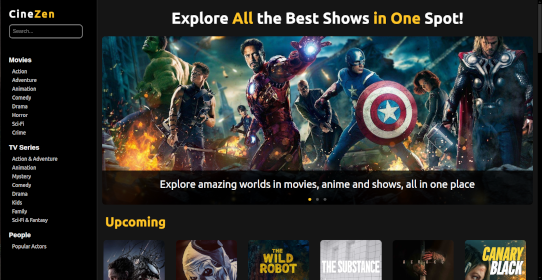 CineZen
Search...
Movies
Action
Adventure
Animation
Comedy
Drama
Horror
Sci-Fi
Crime
TV Series
Action & Adventure
Animation
Mystery
Comedy
Drama
Kids
Family
Sci-Fi & Fantasy
People
Popular Actors
Explore All the Best Shows in One Spot!
Explore amazing worlds in movies, anime and shows, all in one place
Upcoming
THE
WILD
ROBOT
THE SUBSTANCE
CANARY
BLACK